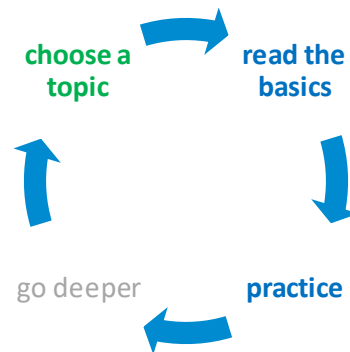 choose a
topic
read the
basics
practice
go deeper